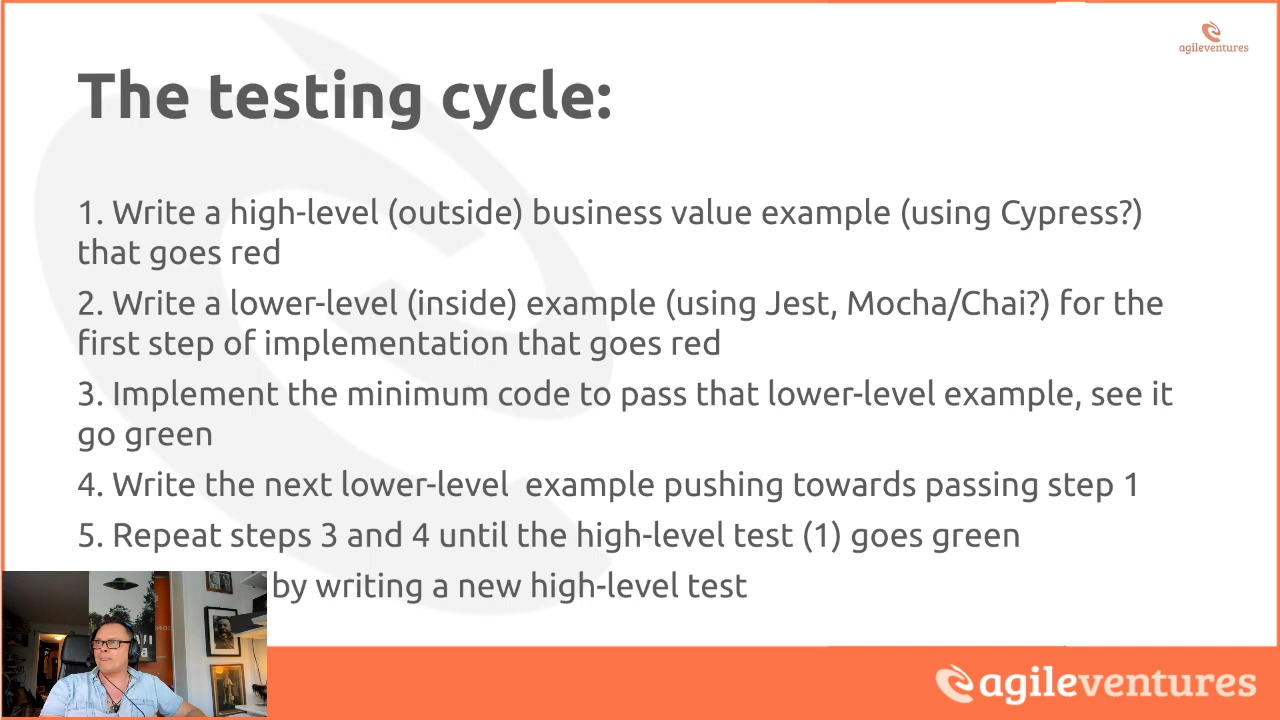 agileventures
The testing cycle:
1. Write a high-level (outside) business value example (using Cypress?)
that goes red
2. Write a lower-level (inside) example (using Jest, Mocha/Chai?) for the
first step of implementation that goes red
3. Implement the minimum code to pass that lower-level example, see it
go green
4. Write the next lower-level  example pushing towards passing step 1
5. Repeat steps 3 and 4 until the high-level test (1) goes green
by writing a new high-level test
agileventures